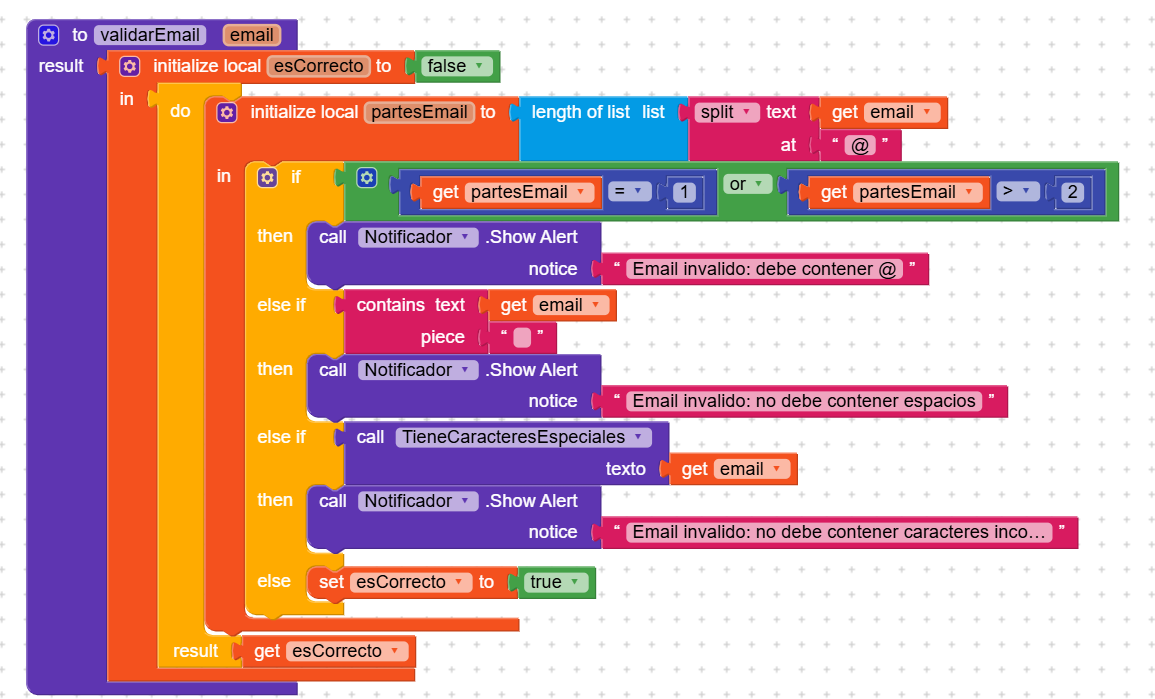 to validarEmail email
result initialize local esCorrecto to false
in
do initialize local partesEmail to length of list list split text get email
at " @ "
in if get partesEmail = 1 or get partesEmail > 2
then call Notificador .Show Alert
notice " Email invalido: debe contener @ "
else if contains text get email
piece " "
then call Notificador .Show Alert
notice " Email invalido: no debe contener espacios "
else if call TieneCaracteresEspeciales
texto get email
then call Notificador .Show Alert
notice " Email invalido: no debe contener caracteres inco… "
else set esCorrecto to true
result get esCorrecto